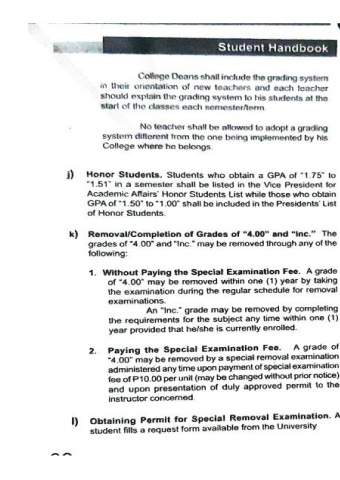 Student Handbook
College Deans shall include the grading system
in their orientation of new teachers and each teacher
should explain the grading system to his students at the
start of the classes each semester/term.
No teacher shall be allowed to adopt a grading
system different from the one being implemented by his
College where he belongs.
j) Honor Students. Students who obtain a GPA of "1.75" to
"1.51" in a semester shall be listed in the Vice President for
Academic Affairs' Honor Students List while those who obtain
GPA of "1.50" to "1.00" shall be included in the Presidents' List
of Honor Students.
k) Removal/Completion of Grades of "4.00" and "Inc." The
grades of "4.00" and "Inc." may be removed through any of the
following:
1. Without Paying the Special Examination Fee. A grade
of "4.00" may be removed within one (1) year by taking
the examination during the regular schedule for removal
examinations.
An "Inc." grade may be removed by completing
the requirements for the subject any time within one (1)
year provided that he/she is currently enrolled.
2. Paying the Special Examination Fee. A grade of
"4.00" may be removed by a special removal examination
administered any time upon payment of special examination
fee of P10.00 per unit (may be changed without prior notice)
and upon presentation of duly approved permit to the
instructor concerned.
l) Obtaining Permit for Special Removal Examination. A
student fills a request form available from the University